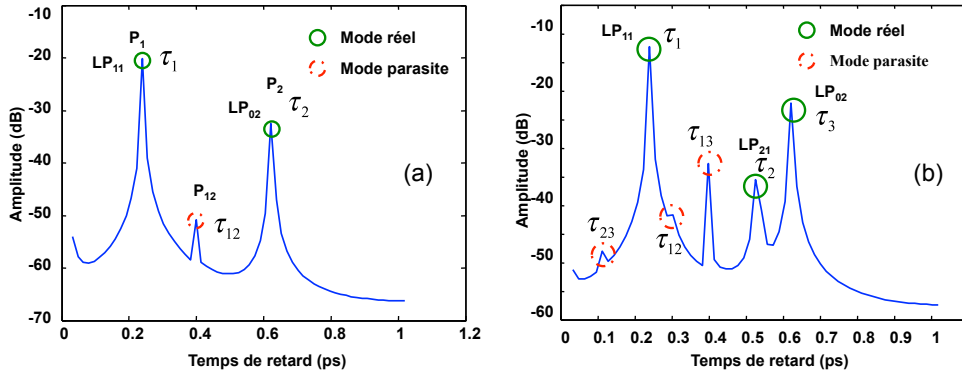 -10
P1
Mode réel
LP11 τ1
Mode parasite
-20
P2
LP02 τ2
-30
-40
(a)
P12
τ12
-50
-60
-70
Amplitude (dB)
0 0.2 0.4 0.6 0.8 1 1.2
Temps de retard (ps)
-10
LP11 τ1
Mode réel
Mode parasite
-20
LP02
τ3
τ13
-30
LP21
τ2
(b)
-40
τ23
τ12
-50
-60
Amplitude (dB)
0 0.1 0.2 0.3 0.4 0.5 0.6 0.7 0.8 0.9 1
Temps de retard (ps)